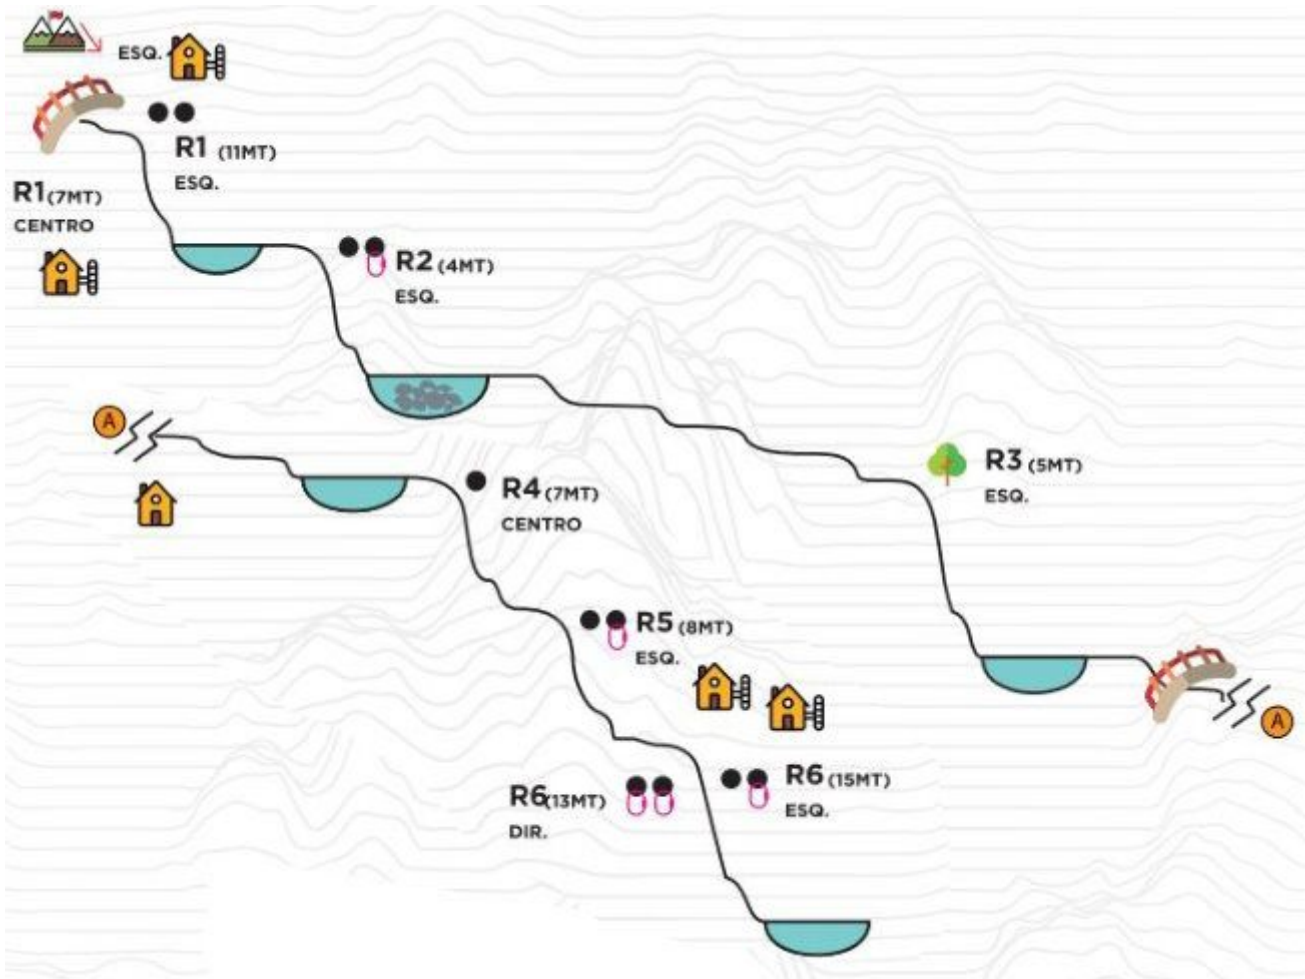 ESQ.
R1 (11MT)
ESQ.
R1(7MT)
CENTRO
R2 (4MT)
ESQ.
A
R3 (5MT)
ESQ.
R4 (7MT)
CENTRO
R5 (8MT)
ESQ.
A
R6 (15MT)
ESQ.
R6(13MT)
DIR.